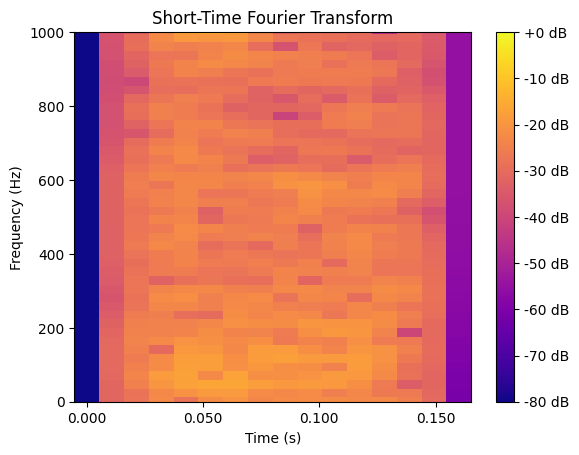 Short-Time Fourier Transform
1000
800
600
400
200
0
Frequency (Hz)
0.000
0.050
0.100
0.150
Time (s)
+0 dB
-10 dB
-20 dB
-30 dB
-40 dB
-50 dB
-60 dB
-70 dB
-80 dB